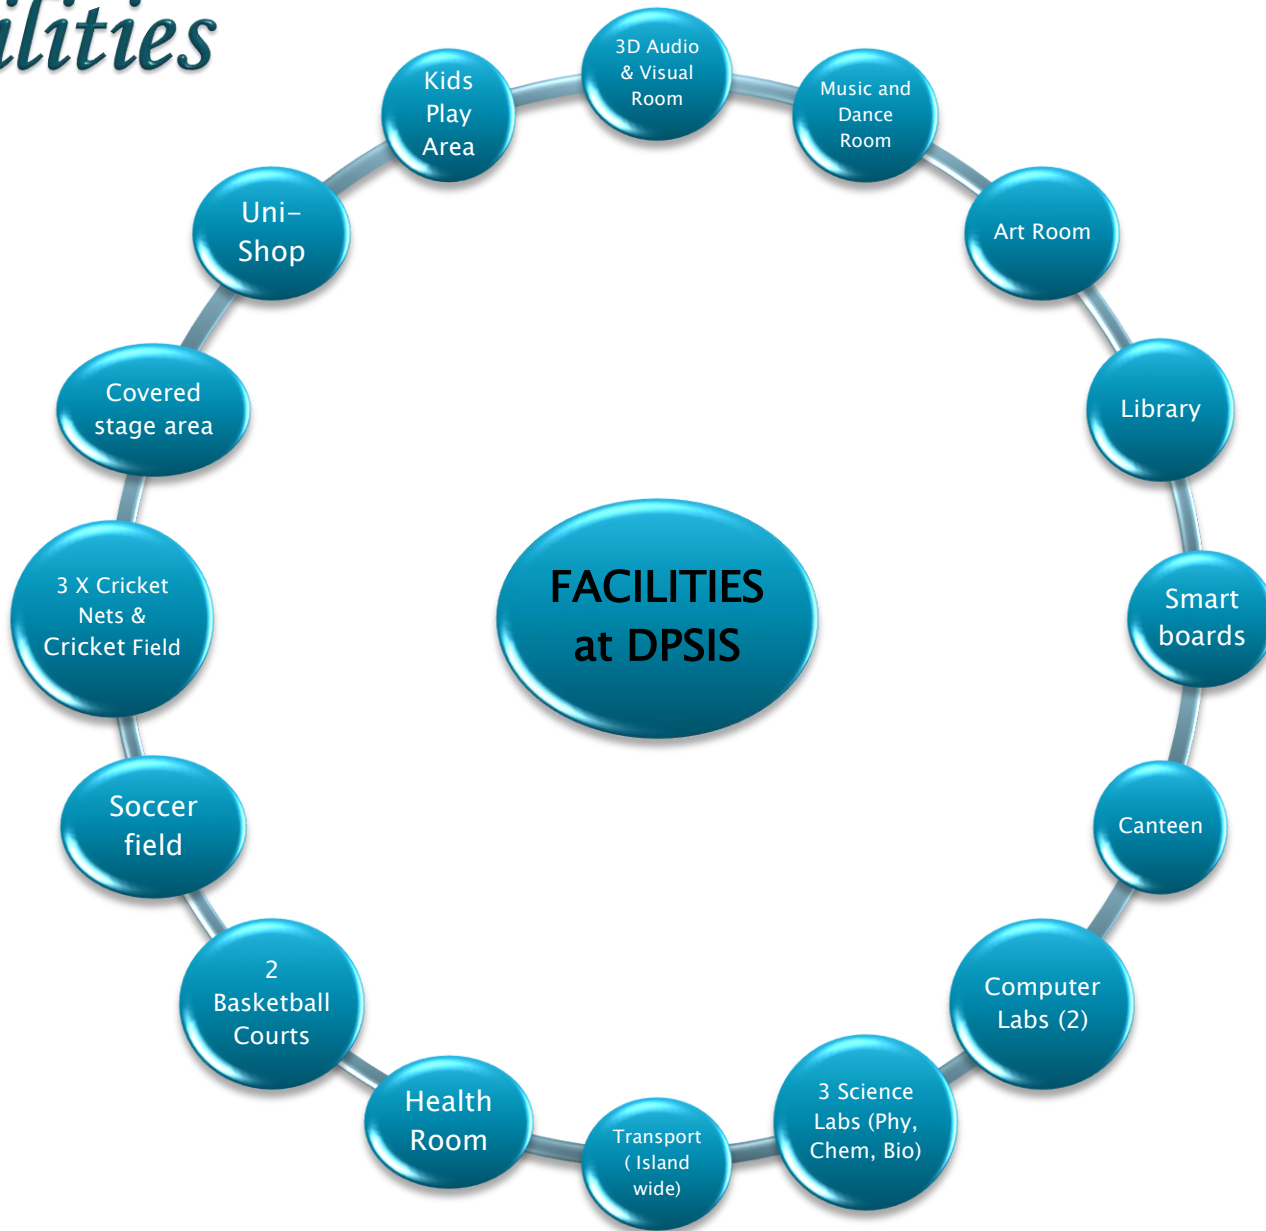 ilities
3D Audio
& Visual
Room
Music and
Dance
Room
Art Room
Library
Smart
boards
Canteen
Computer
Labs (2)
3 Science
Labs (Phy,
Chem, Bio)
Transport
( Island
wide)
Health
Room
2
Basketball
Courts
Soccer
field
3 X Cricket
Nets &
Cricket Field
Covered
stage area
Uni-
Shop
Kids
Play
Area
FACILITIES
at DPSIS